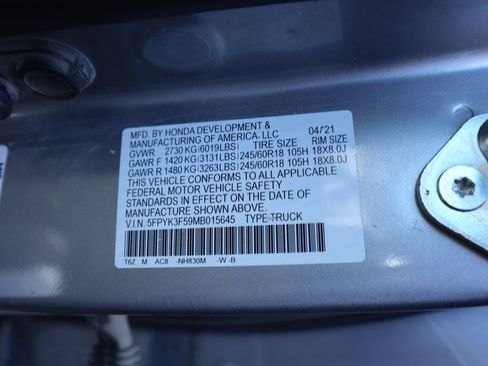 MFD. BY HONDA DEVELOPMENT & 04/21
MANUFACTURING OF AMERICA, LLC
GVWR 2730 KG (6019LBS) TIRE SIZE RIM SIZE
GAWR F 1420 KG (3131LBS) 245/60R18 105H 18X8.0J
GAWR R 1480 KG (3263LBS) 245/60R18 105H 18X8.0J
THIS VEHICLE CONFORMS TO ALL APPLICABLE
FEDERAL MOTOR VEHICLE SAFETY
STANDARDS IN EFFECT ON THE DATE OF
MANUFACTURE SHOWN ABOVE.
V.I.N. 5FPYK3F59MB015645 TYPE:TRUCK
T6Z M AC8 -NH830M -W -B